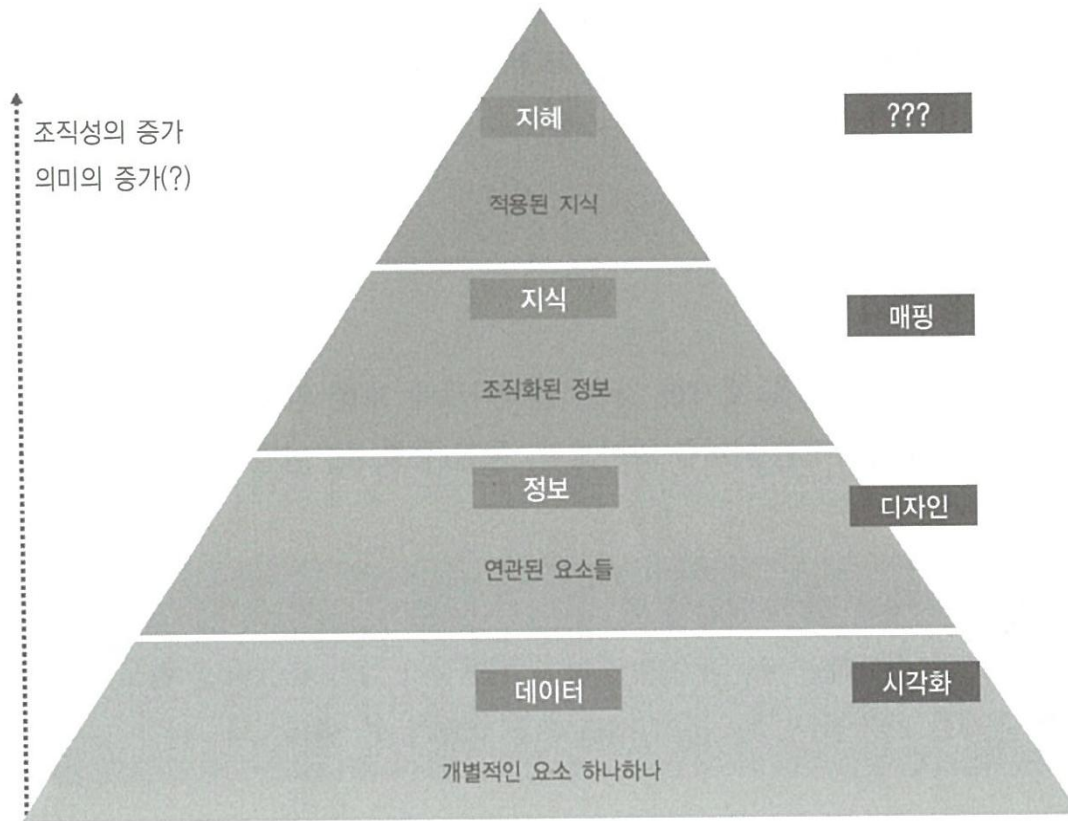 조직성의 증가
의미의 증가(?)
지혜
???
적용된 지식
지식
매핑
조직화된 정보
정보
디자인
연관된 요소들
데이터
시각화
개별적인 요소 하나하나